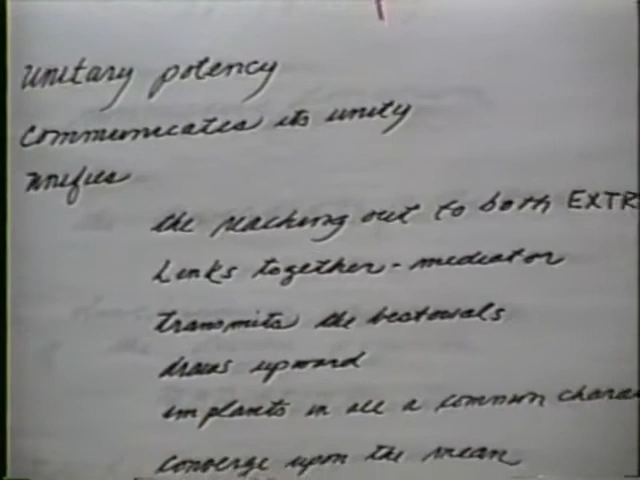 unitary potency
communicates its unity
unifies
the reaching out to both EXTR
links together - mediator
transmits the bestowals
draws upward
implants in all a common chara
converge upon the mean